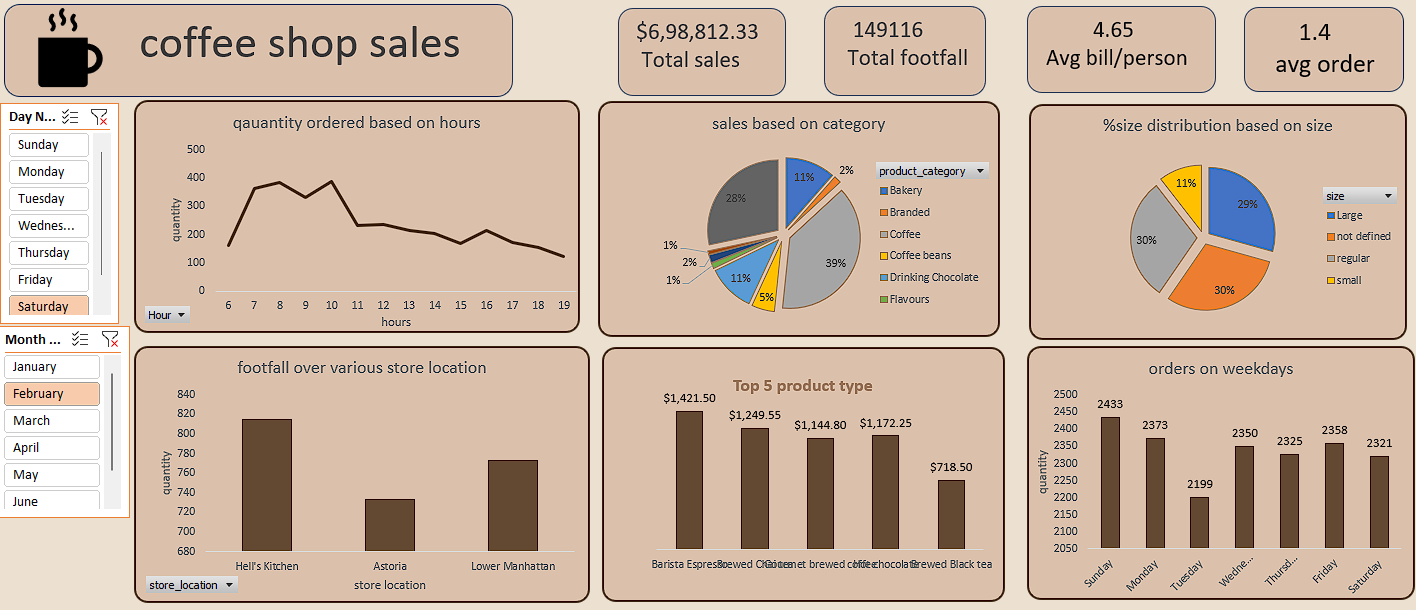 coffee shop sales
$6,98,812.33
Total sales
149116
Total footfall
4.65
Avg bill/person
1.4
avg order
Day N...
Sunday
Monday
Tuesday
Wednes...
Thursday
Friday
Saturday
Month ...
January
February
March
April
May
June
qauantity ordered based on hours
500
400
300
200
100
0
quantity
6 7 8 9 10 11 12 13 14 15 16 17 18 19
hours
Hour
sales based on category
11%
2%
39%
5%
11%
1%
2%
1%
28%
product_category
Bakery
Branded
Coffee
Coffee beans
Drinking Chocolate
Flavours
%size distribution based on size
29%
30%
30%
11%
size
Large
not defined
regular
small
footfall over various store location
840
820
800
780
760
740
720
700
680
quantity
Hell's Kitchen Astoria Lower Manhattan
store location
store_location
Top 5 product type
$1,421.50
$1,249.55
$1,144.80
$1,172.25
$718.50
Barista Espresso Brewed Chai tea Gourmet brewed coffee Hot chocolate Brewed Black tea
orders on weekdays
2500
2450
2400
2350
2300
2250
2200
2150
2100
2050
quantity
2433
2373
2199
2350
2325
2358
2321
Sunday
Monday
Tuesday
Wedne...
Thursd...
Friday
Saturday